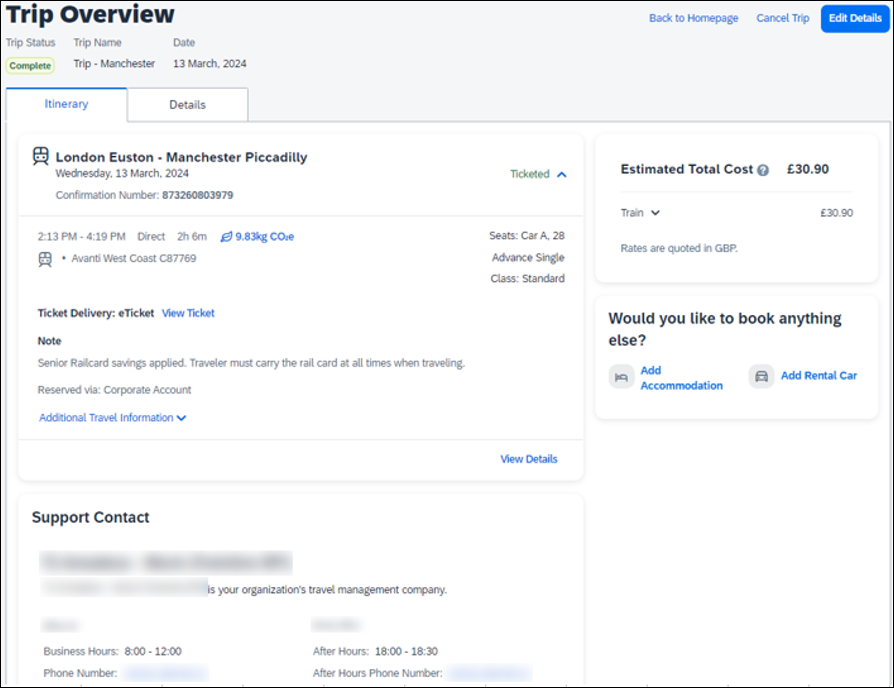 Trip Overview
Back to Homepage
Cancel Trip
Edit Details
Trip Status
Trip Name
Date
Complete
Trip - Manchester
13 March, 2024
Itinerary
Details
London Euston - Manchester Piccadilly
Wednesday, 13 March, 2024
Ticketed
Confirmation Number: 873260803979
2:13 PM - 4:19 PM Direct 2h 6m 9.83kg CO₂e
Seats: Car A, 28
• Avanti West Coast C87769
Advance Single
Class: Standard
Ticket Delivery: eTicket View Ticket
Note
Senior Railcard savings applied. Traveler must carry the rail card at all times when traveling.
Reserved via: Corporate Account
Additional Travel Information
View Details
Estimated Total Cost ? £30.90
Train £30.90
Rates are quoted in GBP.
Would you like to book anything
else?
Add
Accommodation
Add Rental Car
Support Contact
is your organization's travel management company.
Business Hours: 8:00 - 12:00
After Hours: 18:00 - 18:30
Phone Number:
After Hours Phone Number: